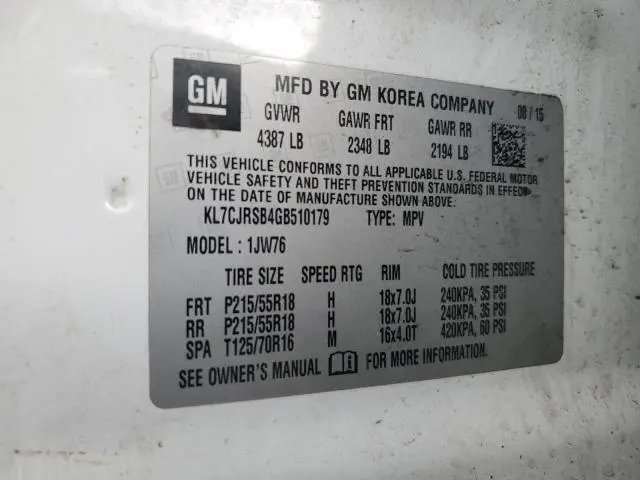 GM
MFD BY GM KOREA COMPANY 08 / 15
GVWR GAWR FRT GAWR RR
4387 LB 2348 LB 2194 LB
THIS VEHICLE CONFORMS TO ALL APPLICABLE U.S. FEDERAL MOTOR
VEHICLE SAFETY AND THEFT PREVENTION STANDARDS IN EFFECT
ON THE DATE OF MANUFACTURE SHOWN ABOVE.
KL7CJRSB4GB510179 TYPE: MPV
MODEL : 1JW76
TIRE SIZE SPEED RTG RIM COLD TIRE PRESSURE
FRT P215/55R18 H 18x7.0J 240KPA, 35 PSI
RR P215/55R18 H 18x7.0J 240KPA, 35 PSI
SPA T125/70R16 M 16x4.0T 420KPA, 60 PSI
SEE OWNER'S MANUAL FOR MORE INFORMATION.